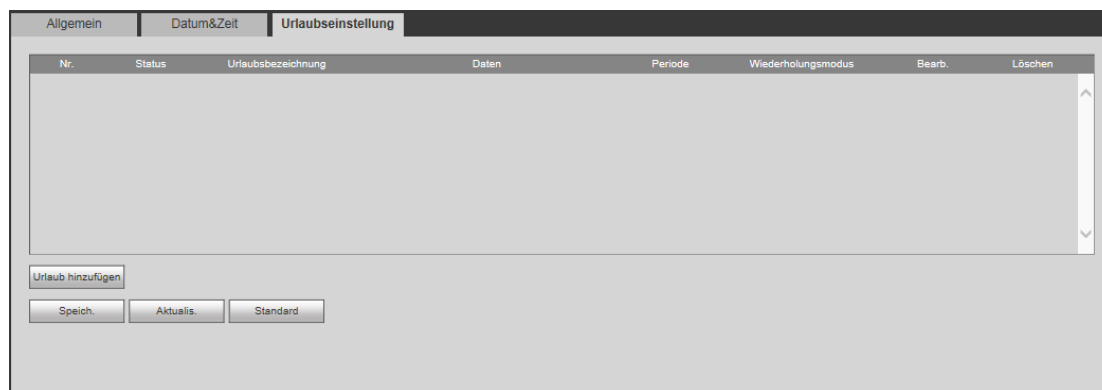 Allgemein Datum&Zeit Urlaubseinstellung
Nr. Status Urlaubsbezeichnung Daten Periode Wiederholungsmodus Bearb. Löschen
Urlaub hinzufügen
Speich. Aktualis. Standard